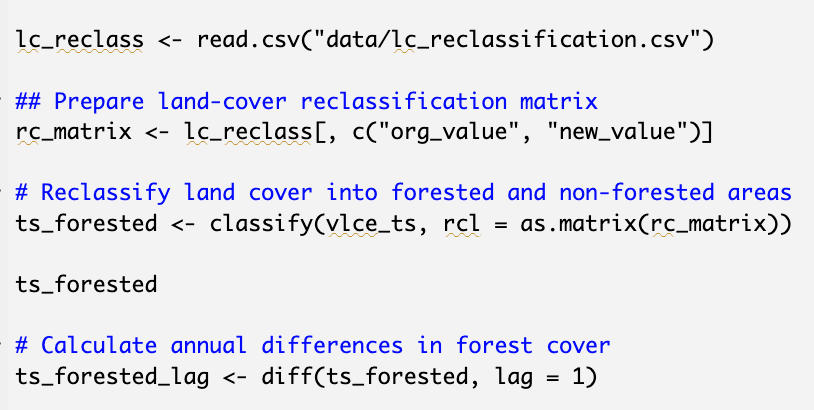 lc_reclass <- read.csv("data/lc_reclassification.csv")
## Prepare land-cover reclassification matrix
rc_matrix <- lc_reclass[, c("org_value", "new_value")]
# Reclassify land cover into forested and non-forested areas
ts_forested <- classify(vlce_ts, rcl = as.matrix(rc_matrix))
ts_forested
# Calculate annual differences in forest cover
ts_forested_lag <- diff(ts_forested, lag = 1)